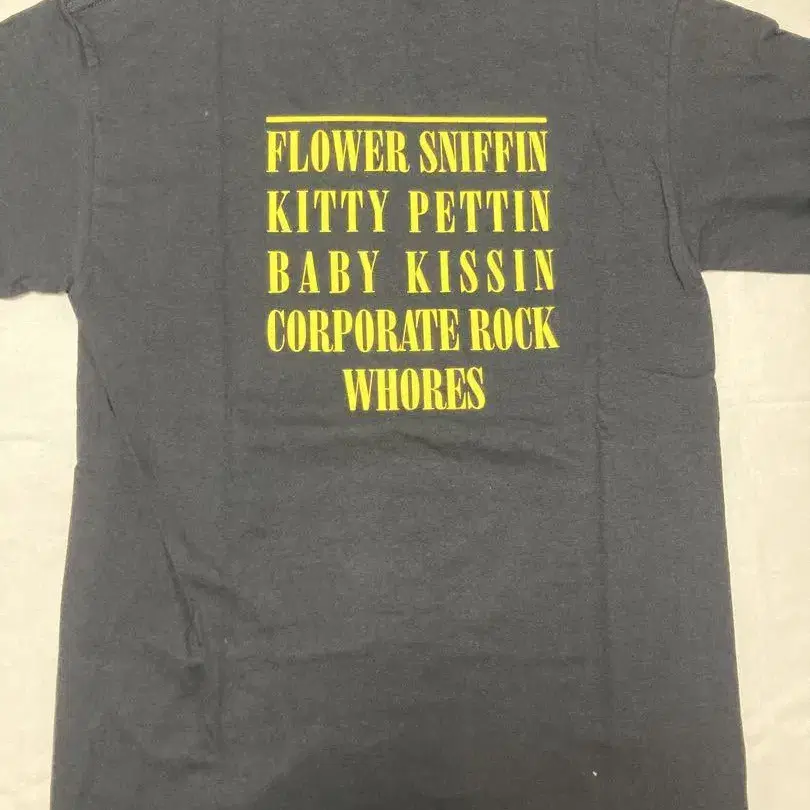 FLOWER SNIFFIN
KITTY PETTIN
BABY KISSIN
CORPORATE ROCK
WHORES